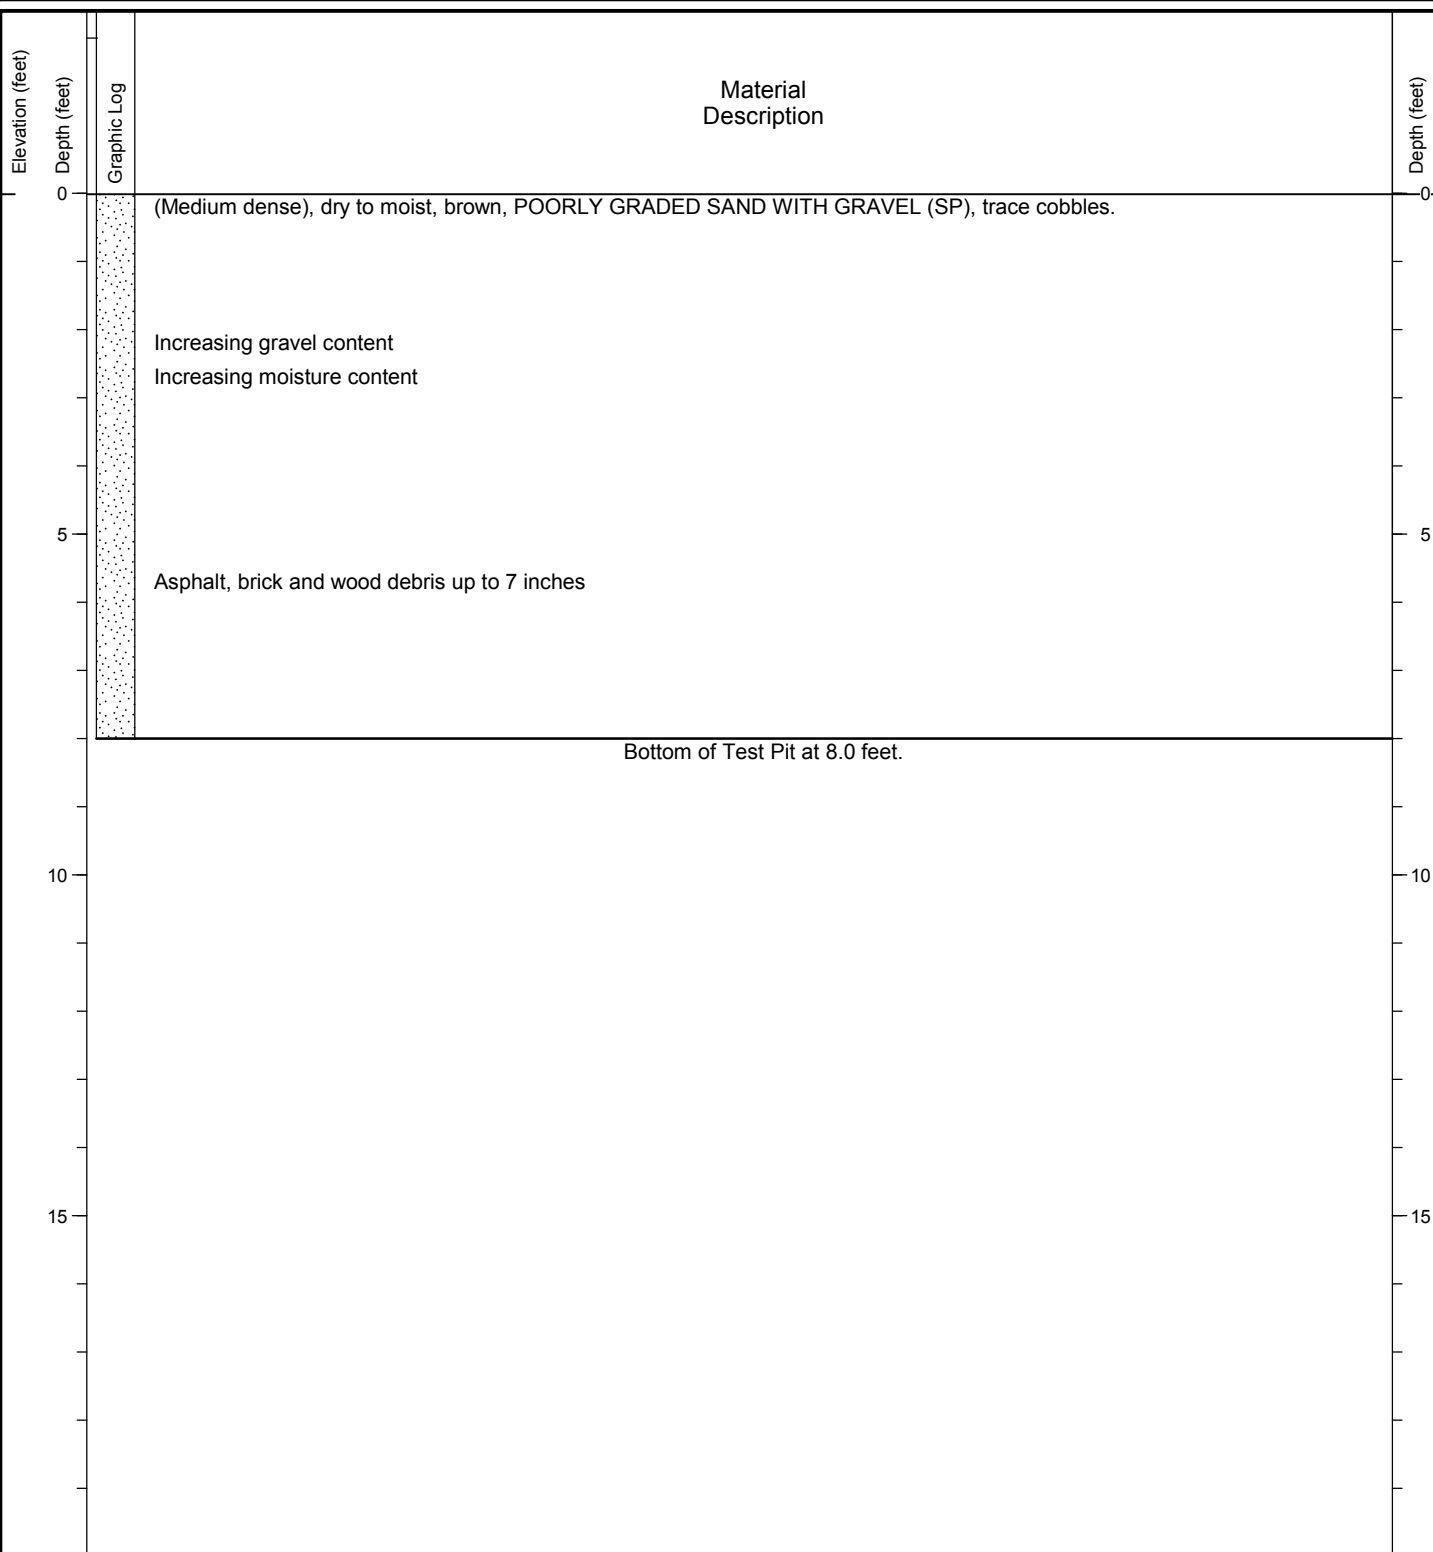 Elevation (feet)
Depth (feet)
Graphic Log
Material
Description
Depth (feet)
0
0
(Medium dense), dry to moist, brown, POORLY GRADED SAND WITH GRAVEL (SP), trace cobbles.
Increasing gravel content
Increasing moisture content
5
5
Asphalt, brick and wood debris up to 7 inches
Bottom of Test Pit at 8.0 feet.
10
10
15
15